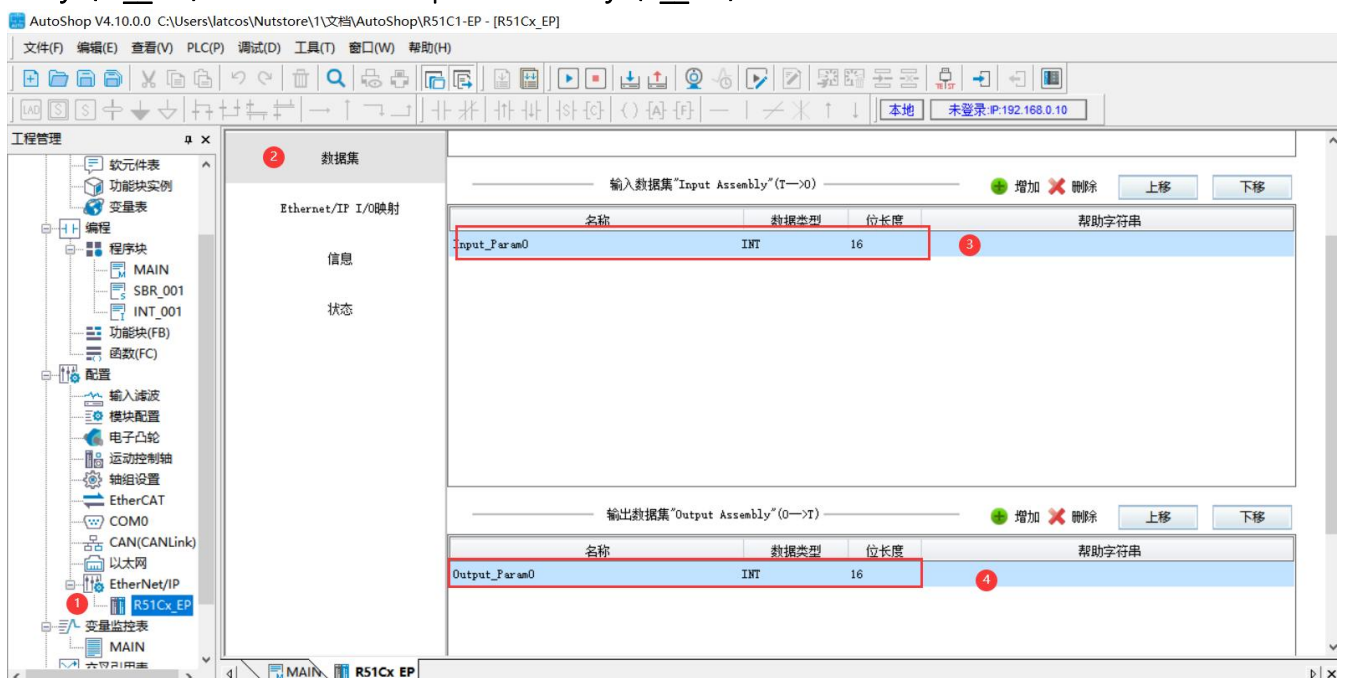 AutoShop V4.10.0.0 C:\Users\latcos\Nutstore\1\文档\AutoShop\R51C1-EP - [R51Cx_EP]
文件(F) 编辑(E) 查看(V) PLC(P) 调试(D) 工具(T) 窗口(W) 帮助(H)
本地 未登录:IP:192.168.0.10
工程管理
软元件表
功能块实例
变量表
编程
程序块
MAIN
SBR_001
INT_001
功能块(FB)
函数(FC)
配置
输入滤波
模块配置
电子凸轮
运动控制轴
轴组设置
EtherCAT
COM0
CAN(CANLink)
以太网
EtherNet/IP
1 R51Cx_EP
变量监控表
MAIN
2 数据集
Ethernet/IP I/O映射
信息
状态
输入数据集"Input Assembly"(T—>O) 增加 删除 上移 下移
名称 数据类型 位长度 帮助字符串
Input_Param0 INT 16 3
输出数据集"Output Assembly"(O—>T) 增加 删除 上移 下移
名称 数据类型 位长度 帮助字符串
Output_Param0 INT 16 4
MAIN R51Cx_EP